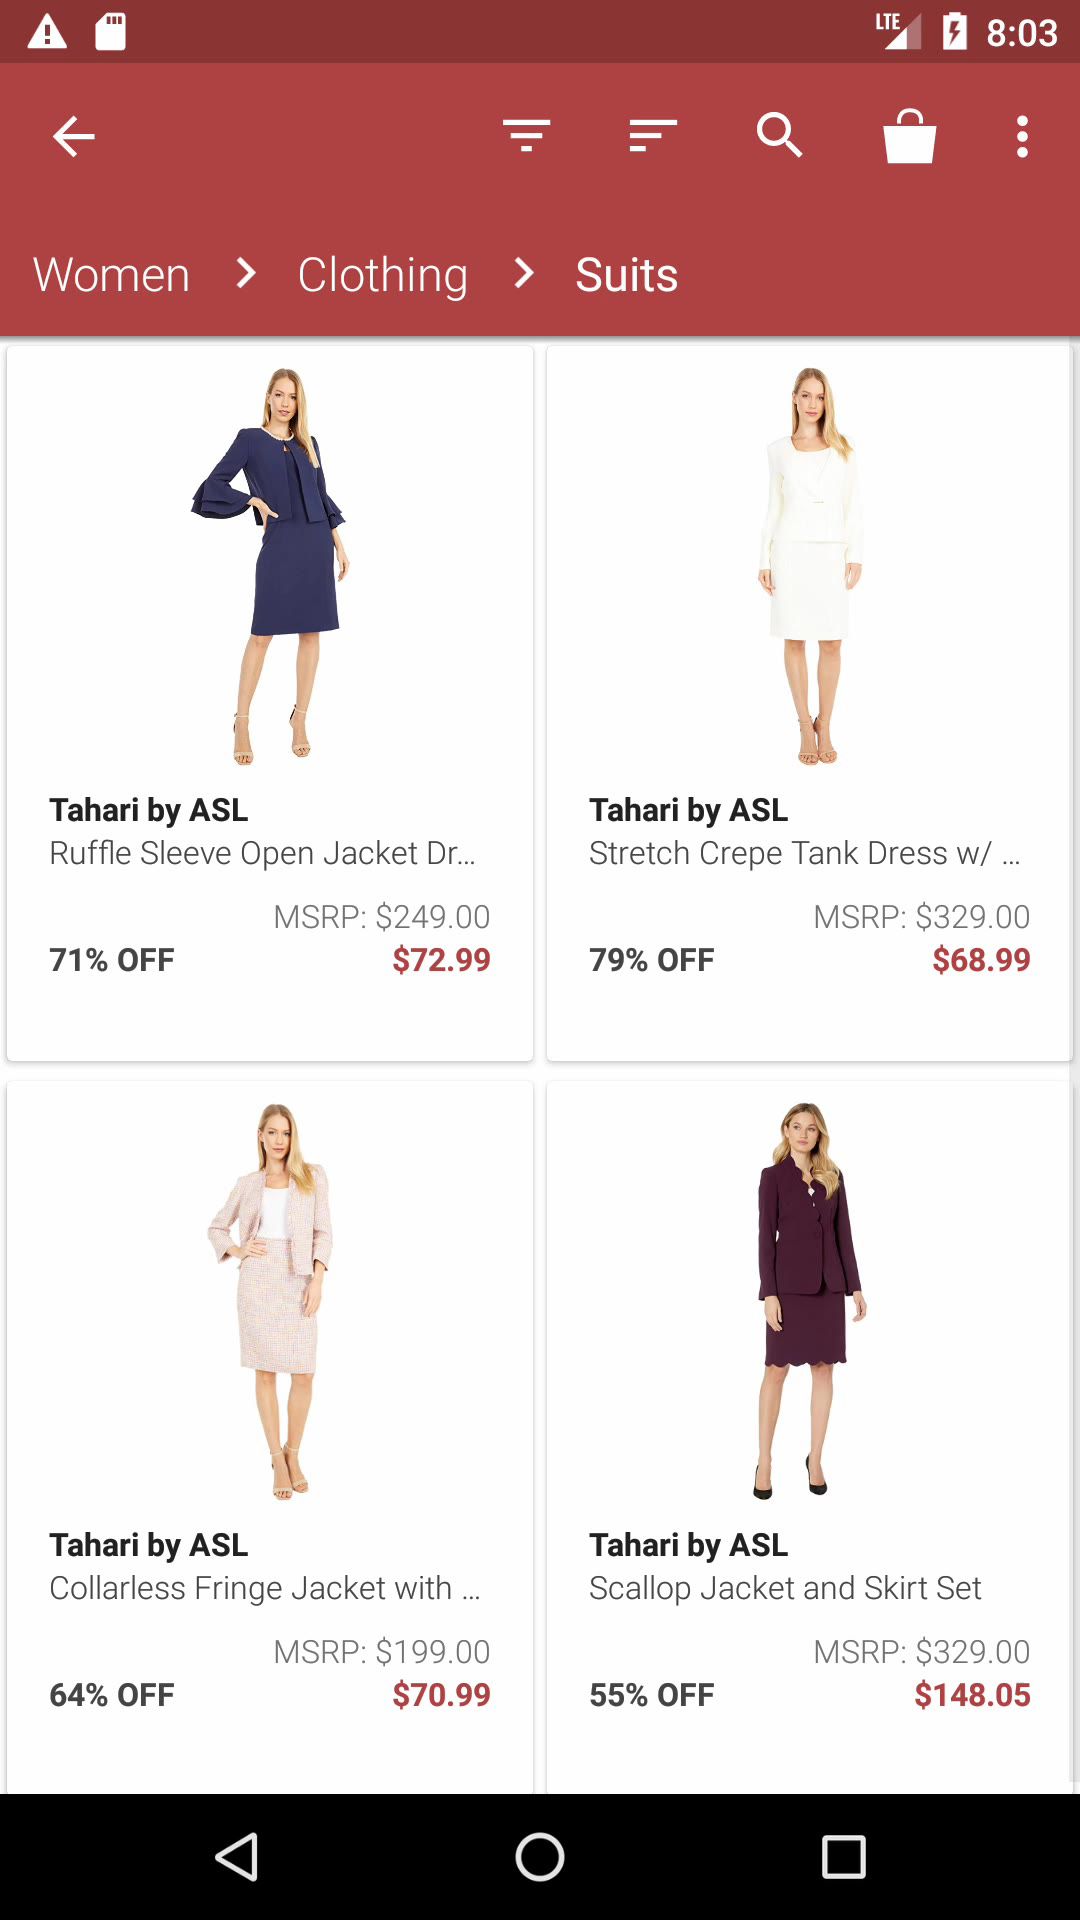 LTE 8:03
Women > Clothing > Suits
Tahari by ASL
Ruffle Sleeve Open Jacket Dr...
MSRP: $249.00
71% OFF $72.99
Tahari by ASL
Stretch Crepe Tank Dress w/ ...
MSRP: $329.00
79% OFF $68.99
Tahari by ASL
Collarless Fringe Jacket with ...
MSRP: $199.00
64% OFF $70.99
Tahari by ASL
Scallop Jacket and Skirt Set
MSRP: $329.00
55% OFF $148.05